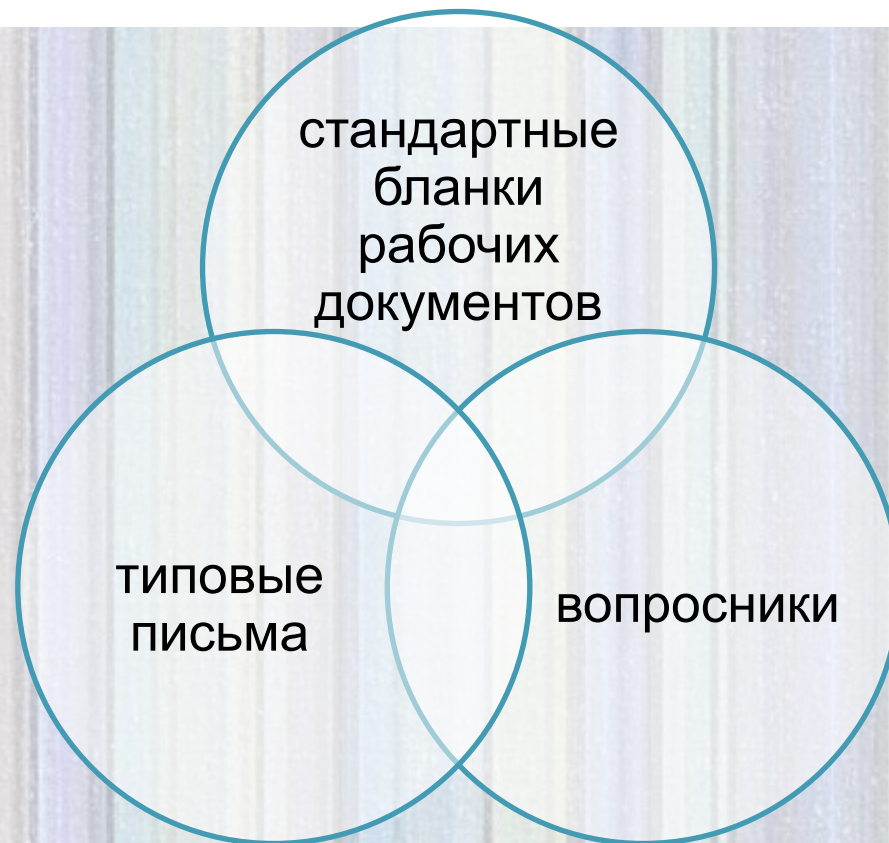 стандартные
бланки
рабочих
документов
типовые
письма
вопросники